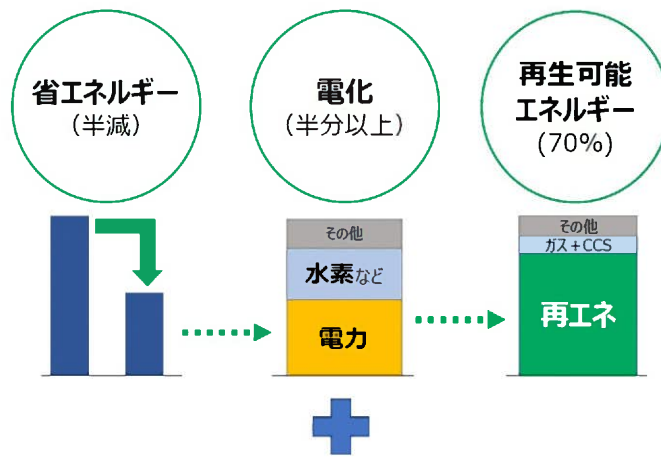 省エネルギー
(半減)
電化
(半分以上)
再生可能
エネルギー
(70%)
その他
水素など
電力
その他
ガス+CCS
再エネ